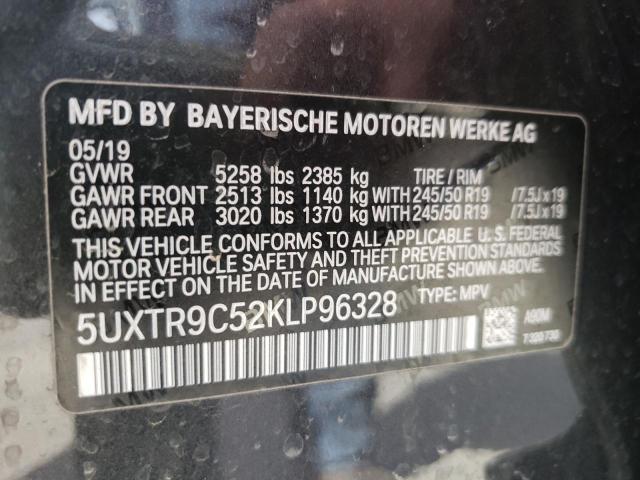 MFD BY BAYERISCHE MOTOREN WERKE AG
05/19
GVWR 5258 lbs 2385 kg TIRE / RIM
GAWR FRONT 2513 lbs 1140 kg WITH 245/50 R19 /7.5J x 19
GAWR REAR 3020 lbs 1370 kg WITH 245/50 R19 /7.5J x 19
THIS VEHICLE CONFORMS TO ALL APPLICABLE U. S. FEDERAL
MOTOR VEHICLE SAFETY AND THEFT PREVENTION STANDARDS
IN EFFECT ON THE DATE OF MANUFACTURE SHOWN ABOVE.
5UXTR9C52KLP96328 TYPE: MPV
A90M
7320730